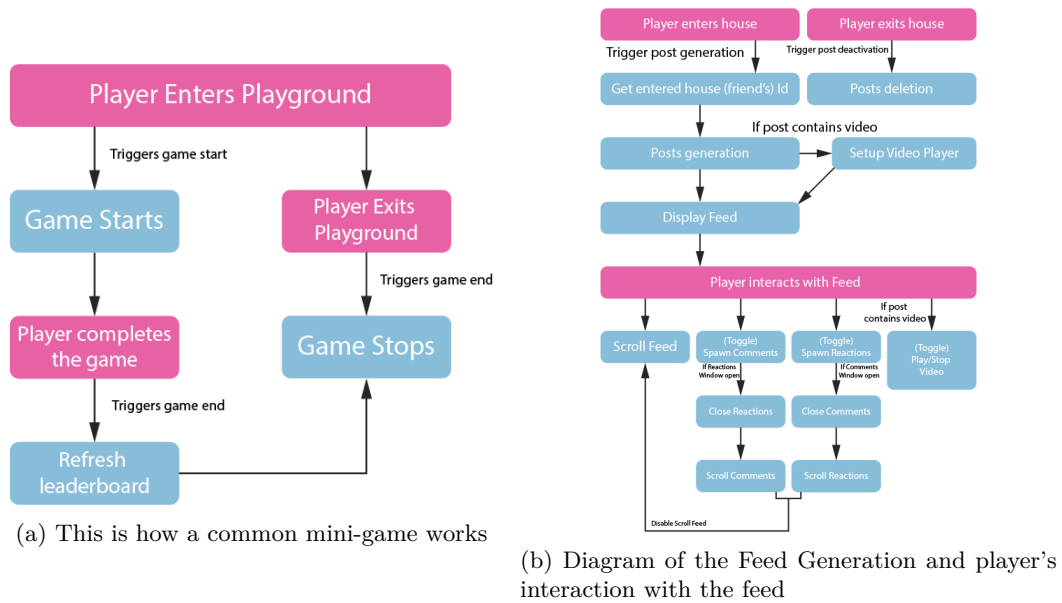 Player Enters Playground
Triggers game start
Game Starts
Player Exits
Playground
Triggers game end
Player completes
the game
Game Stops
Triggers game end
Refresh
leaderboard
(a) This is how a common mini-game works
Player enters house
Player exits house
Trigger post generation
Trigger post deactivation
Get entered house (friend's) Id
Posts deletion
If post contains video
Posts generation
Setup Video Player
Display Feed
Player interacts with Feed
If post
contains video
Scroll Feed
(Toggle)
Spawn Comments
(Toggle)
Spawn Reactions
(Toggle)
Play/Stop
Video
If Reactions
Window open
If Comments
Window open
Close Reactions
Close Comments
Scroll Comments
Scroll Reactions
Disable Scroll Feed
(b) Diagram of the Feed Generation and player's
interaction with the feed